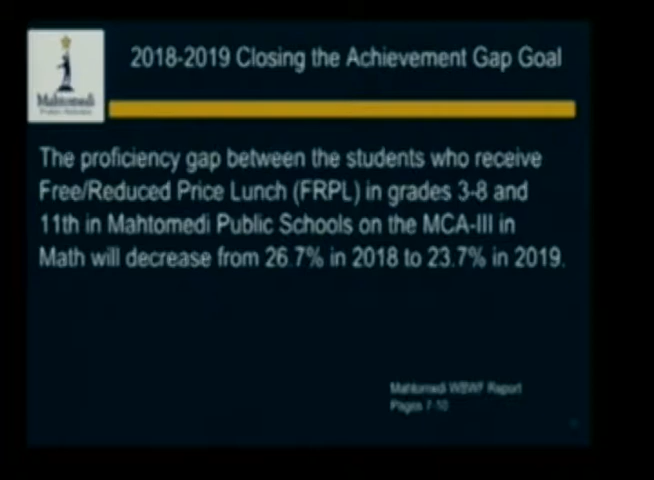 2018-2019 Closing the Achievement Gap Goal
Mahtomedi
The proficiency gap between the students who receive
Free/Reduced Price Lunch (FRPL) in grades 3-8 and
11th in Mahtomedi Public Schools on the MCA-III in
Math will decrease from 26.7% in 2018 to 23.7% in 2019.
Mahtomedi WBWF Report
Pages 7-10